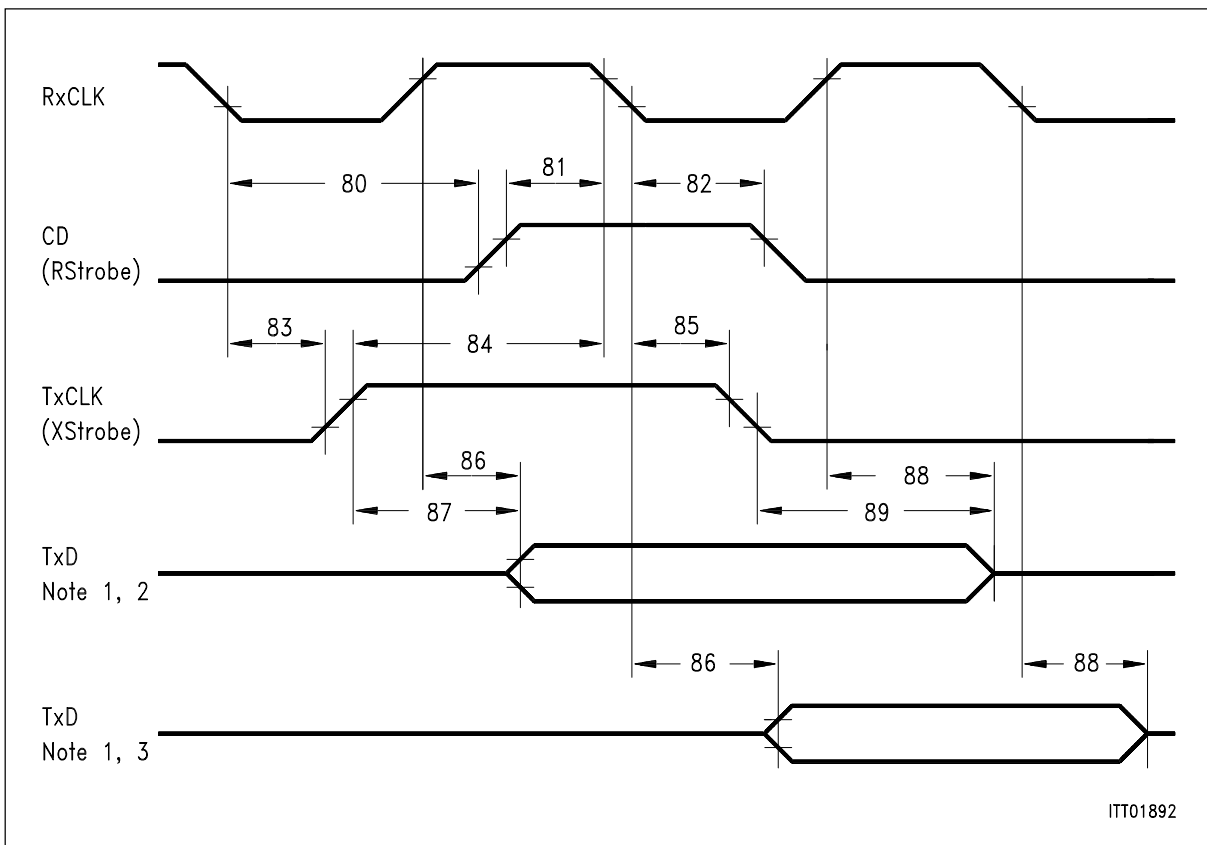 RxCLK
80
81
82
CD
(RStrobe)
83
84
85
TxCLK
(XStrobe)
86
88
87
89
TxD
Note 1, 2
86
88
TxD
Note 1, 3
ITT01892